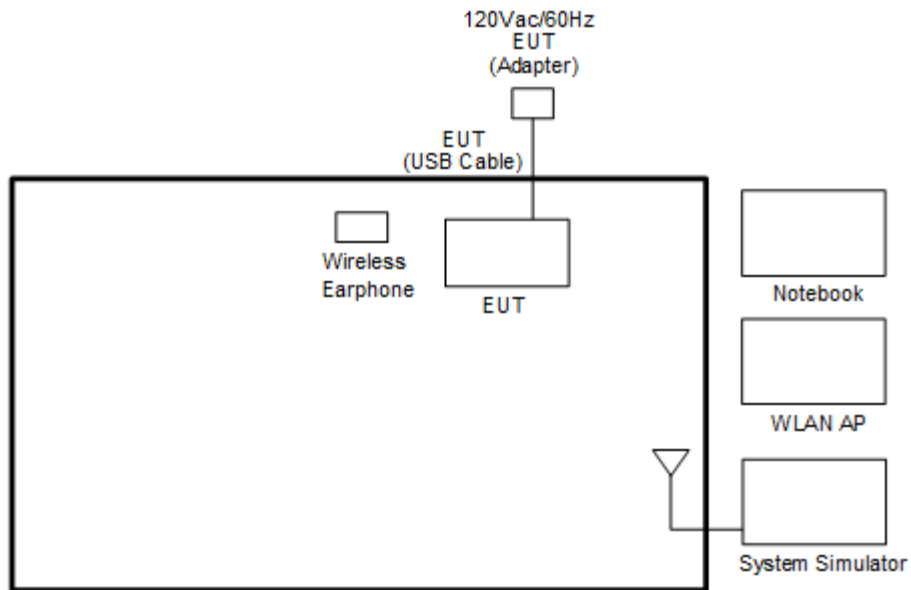 120Vac/60Hz
EUT
(Adapter)
EUT
(USB Cable)
Wireless
Earphone
EUT
Notebook
WLAN AP
System Simulator